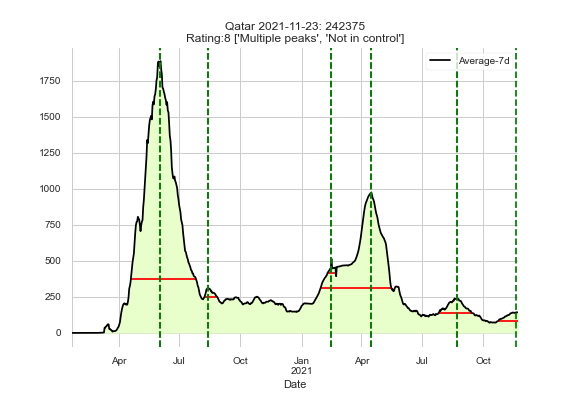 Qatar 2021-11-23: 242375
Rating:8 ['Multiple peaks', 'Not in control']
Average-7d
1750
1500
1250
1000
750
500
250
0
Apr Jul Oct Jan Apr Jul Oct
2021
Date